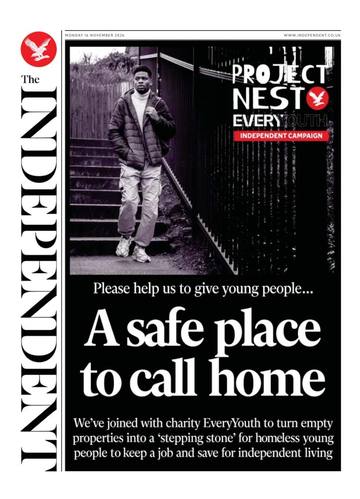 MONDAY 16 NOVEMBER 2026
WWW.INDEPENDENT.CO.UK
The
INDEPENDENT
PROJECT
NEST
EVERYYOUTH
INDEPENDENT CAMPAIGN
Please help us to give young people...
A safe place
to call home
We’ve joined with charity EveryYouth to turn empty
properties into a ‘stepping stone’ for homeless young
people to keep a job and save for independent living